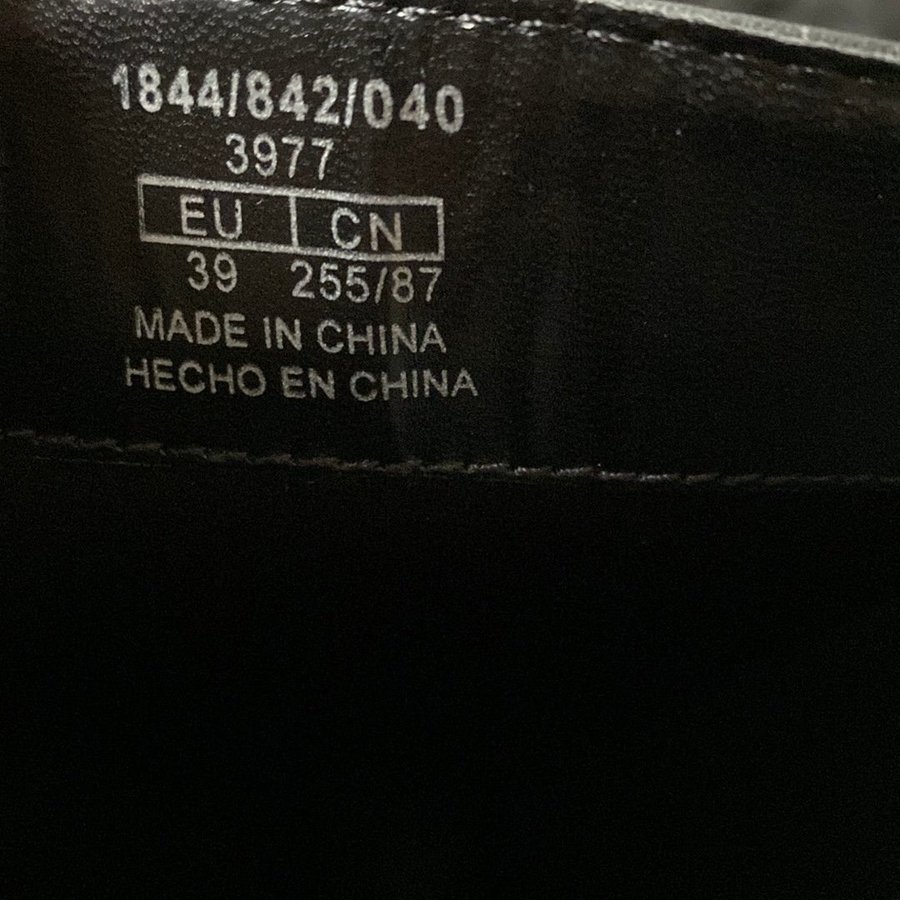 1844/842/040
3977
EU CN
39 255/87
MADE IN CHINA
HECHO EN CHINA